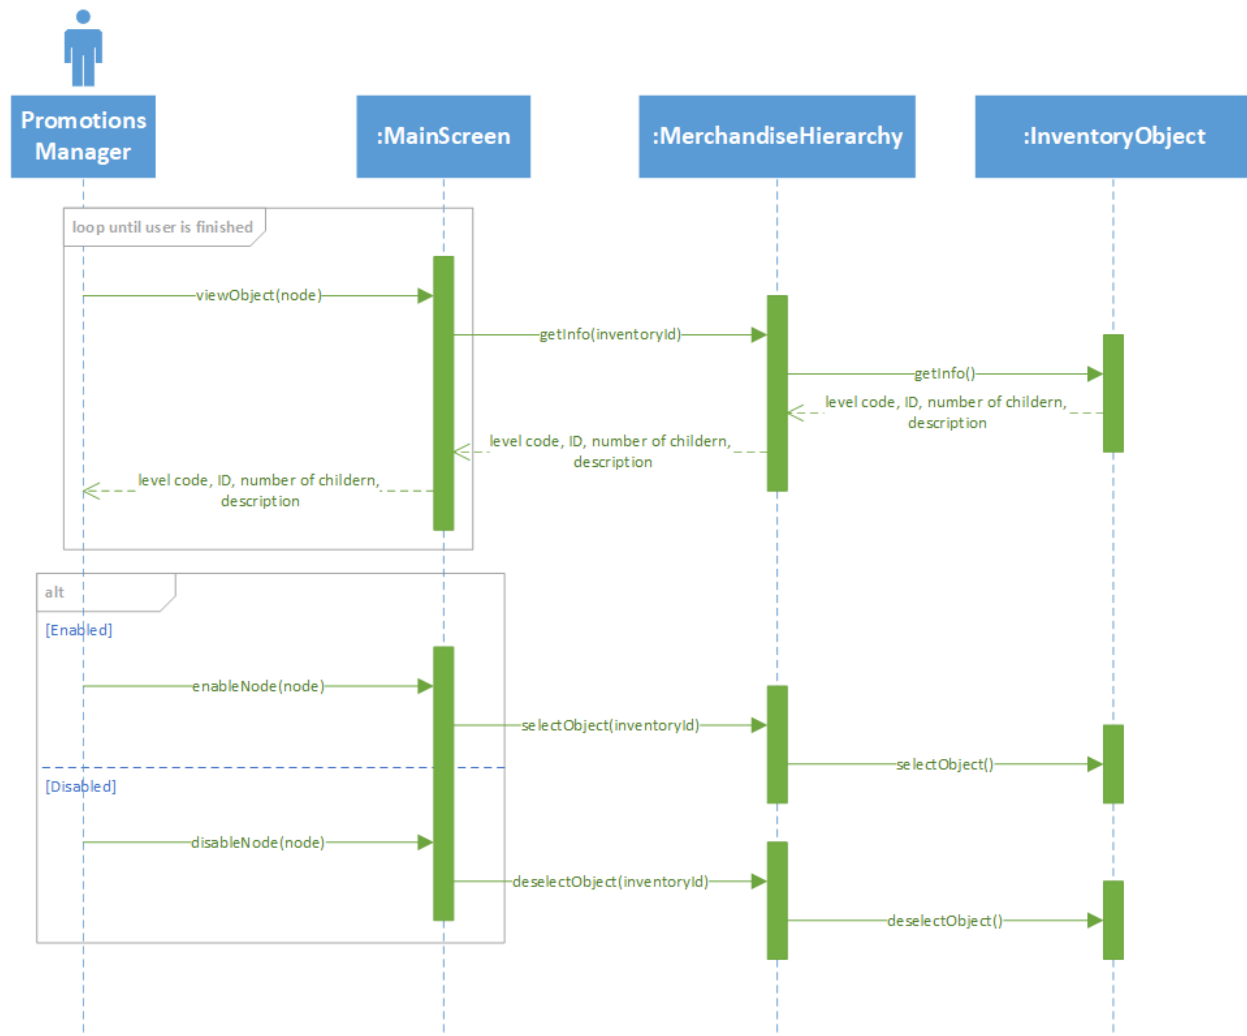 Promotions
Manager
:MainScreen
:MerchandiseHierarchy
:InventoryObject
loop until user is finished
viewObject(node)
getInfo(inventoryId)
getInfo()
level code, ID, number of childern,
description
level code, ID, number of childern,
description
level code, ID, number of childern,
description
alt
[Enabled]
enableNode(node)
selectObject(inventoryId)
selectObject()
[Disabled]
disableNode(node)
deselectObject(inventoryId)
deselectObject()